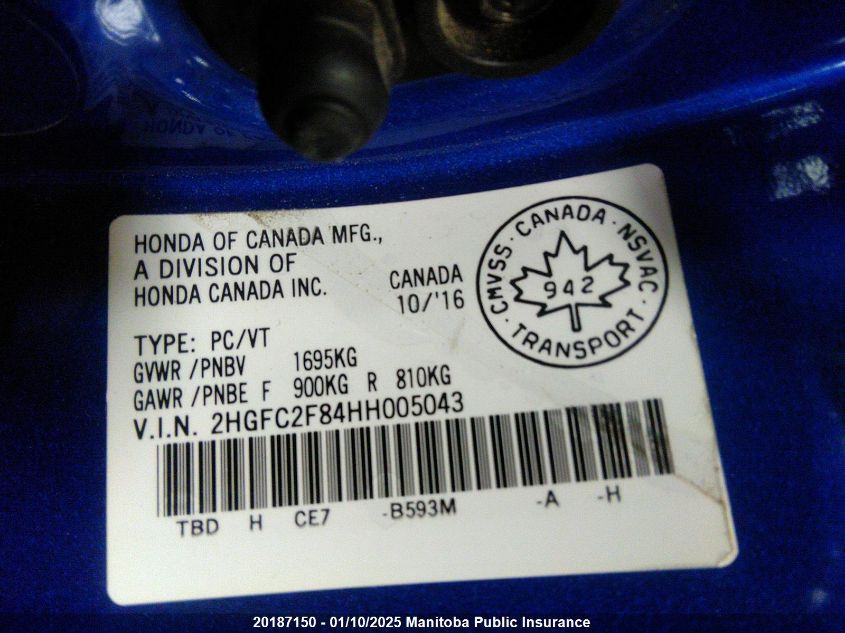 HONDA OF CANADA MFG.,
A DIVISION OF
HONDA CANADA INC.
CANADA
10/'16
CMVSS · CANADA · NSVAC · TRANSPORT ·
942
TYPE: PC/VT
GVWR /PNBV 1695KG
GAWR /PNBE F 900KG R 810KG
V.I.N. 2HGFC2F84HH005043
TBD H CE7 -B593M -A -H
20187150 - 01/10/2025 Manitoba Public Insurance